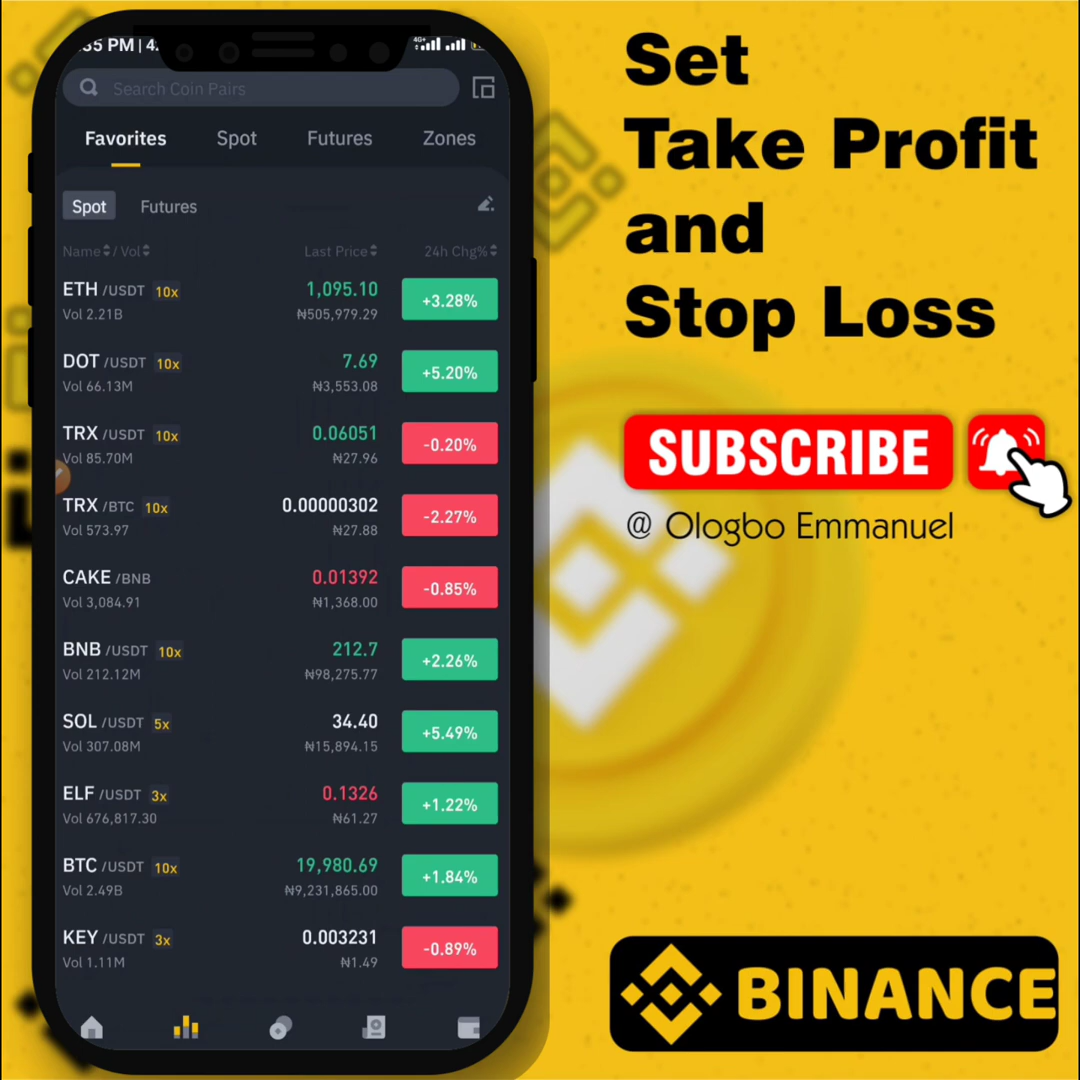 :35 PM | 4.
4G+
Search Coin Pairs
Favorites Spot Futures Zones
Spot Futures
Name / Vol Last Price 24h Chg%
ETH /USDT 10x 1,095.10 +3.28%
Vol 2.21B ₦505,979.29
DOT /USDT 10x 7.69 +5.20%
Vol 66.13M ₦3,553.08
TRX /USDT 10x 0.06051 -0.20%
Vol 85.70M ₦27.96
TRX /BTC 10x 0.00000302 -2.27%
Vol 573.97 ₦27.88
CAKE /BNB 0.01392 -0.85%
Vol 3,084.91 ₦1,368.00
BNB /USDT 10x 212.7 +2.26%
Vol 212.12M ₦98,275.77
SOL /USDT 5x 34.40 +5.49%
Vol 307.08M ₦15,894.15
ELF /USDT 3x 0.1326 +1.22%
Vol 676,817.30 ₦61.27
BTC /USDT 10x 19,980.69 +1.84%
Vol 2.49B ₦9,231,865.00
KEY /USDT 3x 0.003231 -0.89%
Vol 1.11M ₦1.49
Set
Take Profit
and
Stop Loss
SUBSCRIBE
@ Ologbo Emmanuel
BINANCE